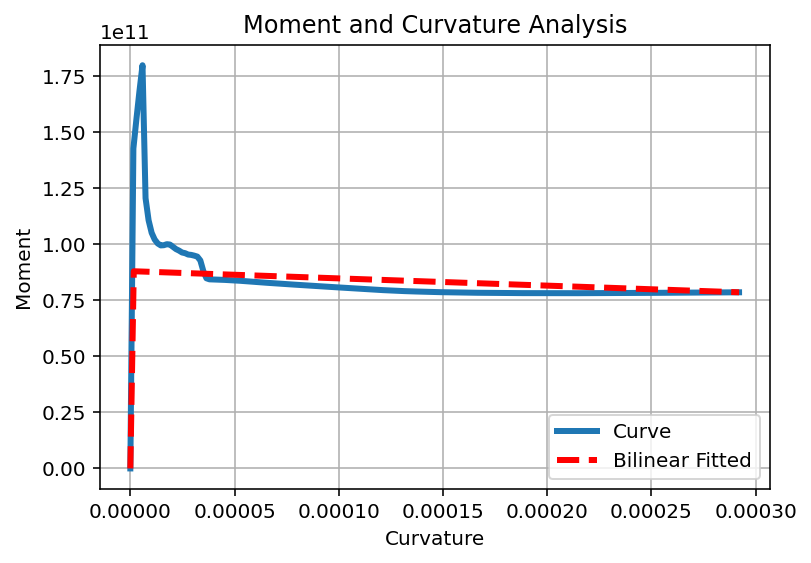 Moment and Curvature Analysis
1e11
1.75
1.50
1.25
1.00
0.75
0.50
0.25
0.00
Moment
0.00000 0.00005 0.00010 0.00015 0.00020 0.00025 0.00030
Curvature
Curve
Bilinear Fitted